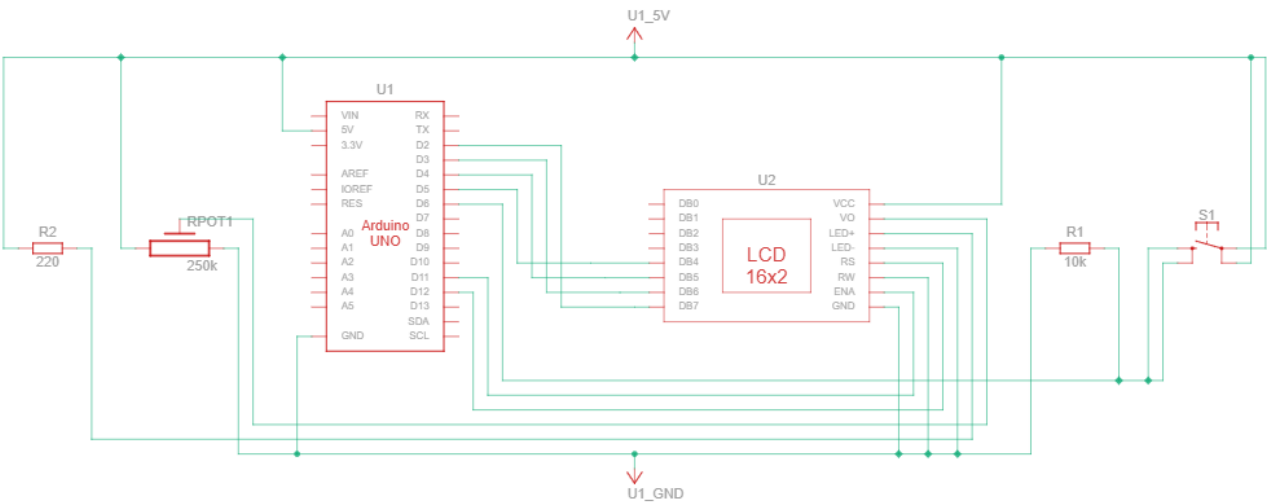 U1_5V
U1
VIN
5V
3.3V
AREF
IOREF
RES
A0
A1
A2
A3
A4
A5
GND
RX
TX
D2
D3
D4
D5
D6
D7
D8
D9
D10
D11
D12
D13
SDA
SCL
Arduino
UNO
R2
220
RPOT1
250k
U2
DB0
DB1
DB2
DB3
DB4
DB5
DB6
DB7
LCD
16x2
VCC
VO
LED+
LED-
RS
RW
ENA
GND
R1
10k
S1
U1_GND